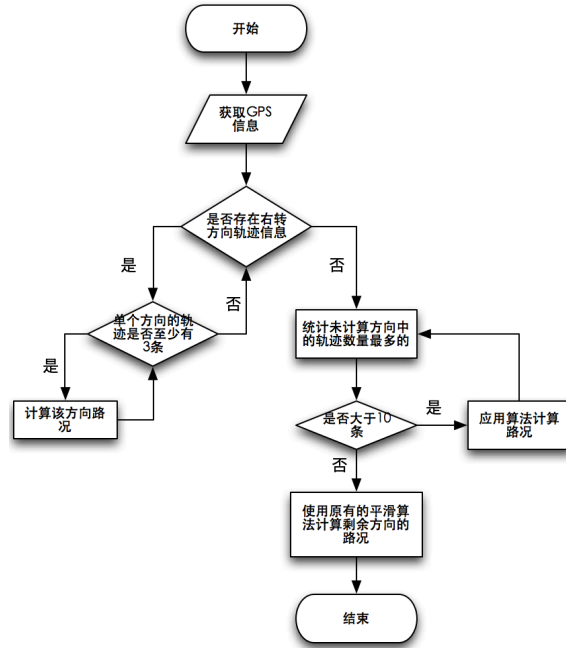 开始
获取GPS
信息
是否存在右转
方向轨迹信息
是
否
否
单个方向的轨
迹是否至少有
3条
统计未计算方向中
的轨迹数量最多的
是
计算该方向路
况
是否大于10
条
是
应用算法计算
路况
否
使用原有的平滑算
法计算剩余方向的
路况
结束